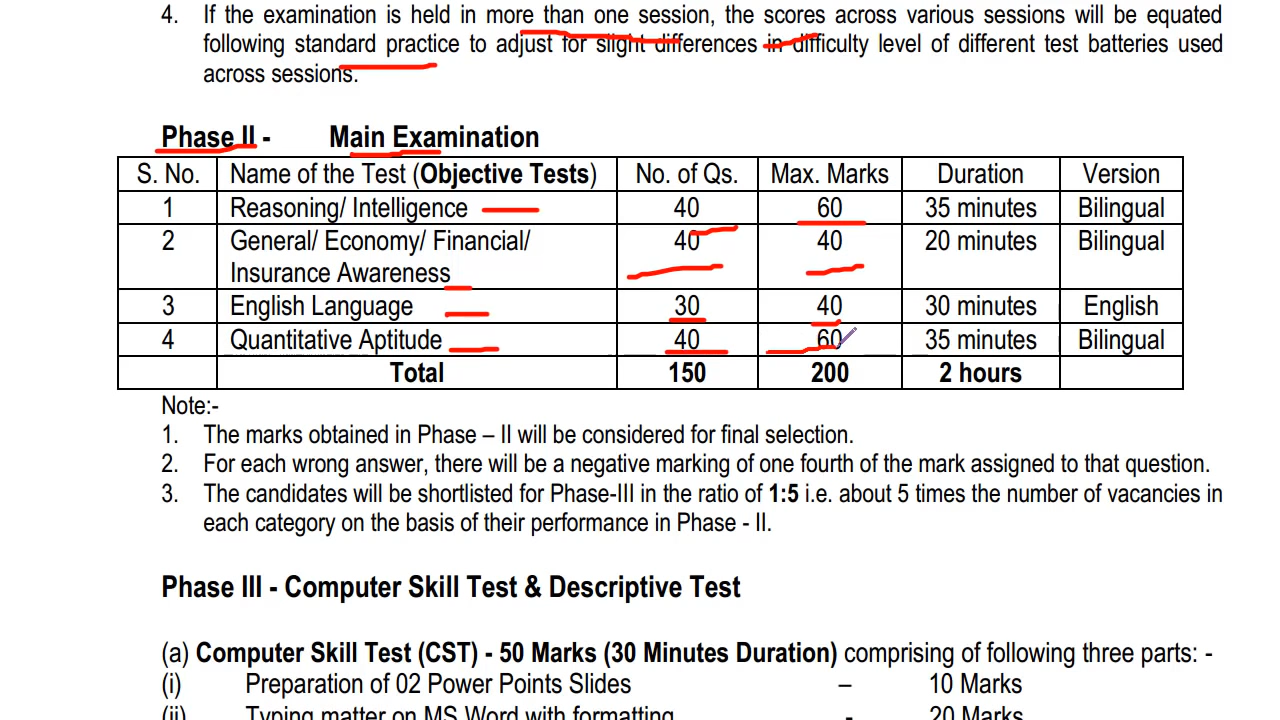 4. If the examination is held in more than one session, the scores across various sessions will be equated
following standard practice to adjust for slight differences in difficulty level of different test batteries used
across sessions.
Phase II - Main Examination
S. No. Name of the Test (Objective Tests) No. of Qs. Max. Marks Duration Version
1 Reasoning/ Intelligence 40 60 35 minutes Bilingual
2 General/ Economy/ Financial/ 40 40 20 minutes Bilingual
Insurance Awareness
3 English Language 30 40 30 minutes English
4 Quantitative Aptitude 40 60 35 minutes Bilingual
Total 150 200 2 hours
Note:-
1. The marks obtained in Phase – II will be considered for final selection.
2. For each wrong answer, there will be a negative marking of one fourth of the mark assigned to that question.
3. The candidates will be shortlisted for Phase-III in the ratio of 1:5 i.e. about 5 times the number of vacancies in
each category on the basis of their performance in Phase - II.
Phase III - Computer Skill Test & Descriptive Test
(a) Computer Skill Test (CST) - 50 Marks (30 Minutes Duration) comprising of following three parts: -
(i) Preparation of 02 Power Points Slides – 10 Marks
(ii) Typing matter on MS Word with formatting - 20 Marks